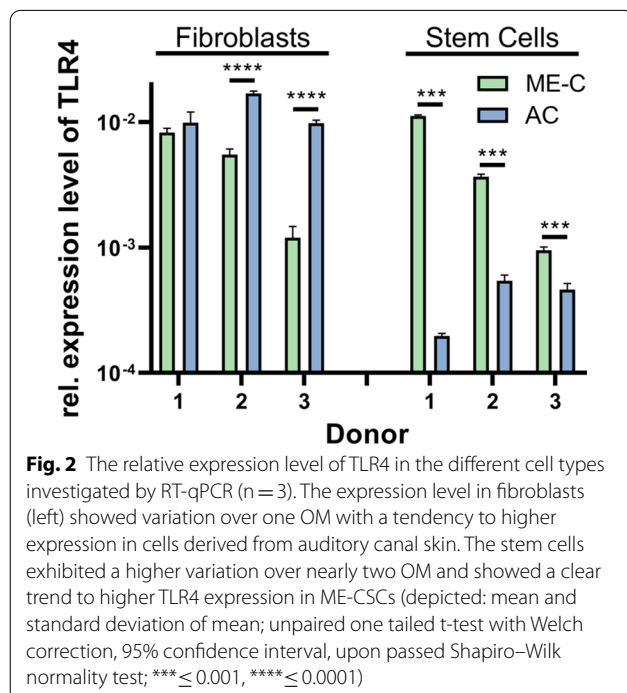 Fibroblasts
Stem Cells
****
****
***
***
***
ME-C
AC
rel. expression level of TLR4
10-2
10-3
10-4
1 2 3 1 2 3
Donor
Fig. 2 The relative expression level of TLR4 in the different cell types
investigated by RT-qPCR (n = 3). The expression level in fibroblasts
(left) showed variation over one OM with a tendency to higher
expression in cells derived from auditory canal skin. The stem cells
exhibited a higher variation over nearly two OM and showed a clear
trend to higher TLR4 expression in ME-CSCs (depicted: mean and
standard deviation of mean; unpaired one tailed t-test with Welch
correction, 95% confidence interval, upon passed Shapiro–Wilk
normality test; *** ≤ 0.001, **** ≤ 0.0001)